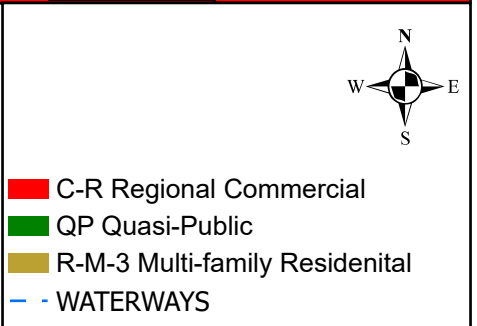 N
W E
S
C-R Regional Commercial
QP Quasi-Public
R-M-3 Multi-family Residenital
WATERWAYS